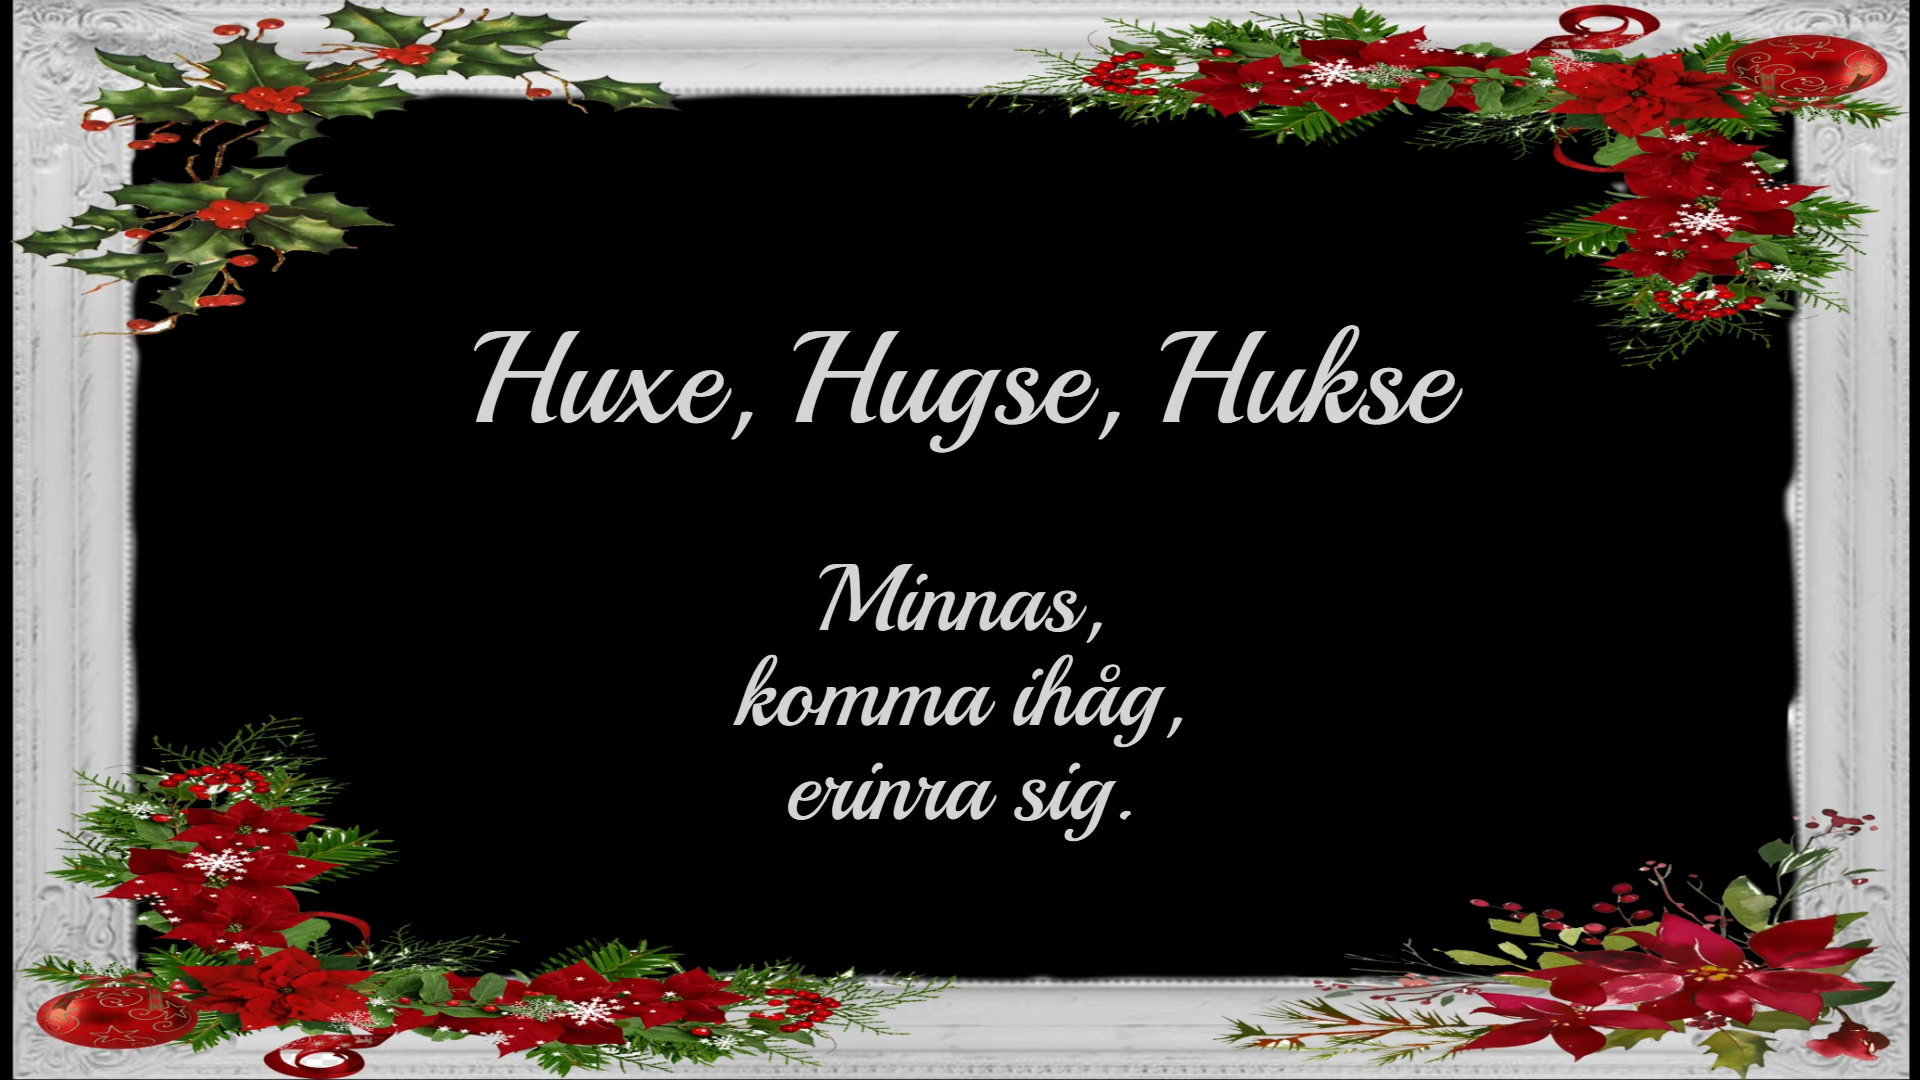 Huxe, Hugse, Hukse
Minnas,
komma ihåg,
erinra sig.